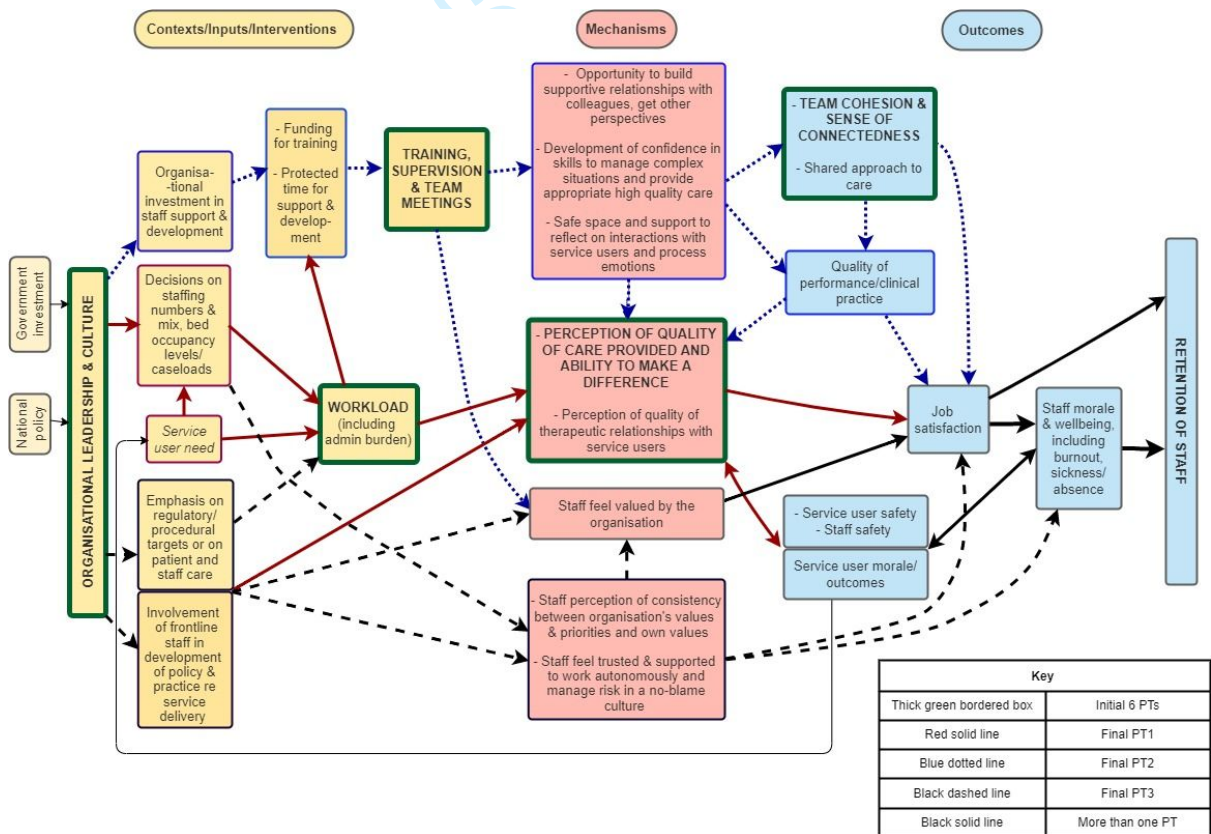 Contexts/Inputs/Interventions
Mechanisms
Outcomes
Government
investment
National
policy
ORGANISATIONAL LEADERSHIP & CULTURE
Organisa-
-ational
investment in
staff support &
development
Decisions on
staffing
numbers &
mix, bed
occupancy
levels/
caseloads
Service
user need
Emphasis on
regulatory/
procedural
targets or on
patient and
staff care
Involvement
of frontline
staff in
development
of policy &
practice re
service
delivery
- Funding
for training
- Protected
time for
support &
develop-
ment
WORKLOAD
(including
admin burden)
TRAINING,
SUPERVISION
& TEAM
MEETINGS
- Opportunity to build
supportive relationships with
colleagues, get other
perspectives
- Development of confidence in
skills to manage complex
situations and provide
appropriate high quality care
- Safe space and support to
reflect on interactions with
service users and process
emotions
- PERCEPTION OF QUALITY
OF CARE PROVIDED AND
ABILITY TO MAKE A
DIFFERENCE
- Perception of quality of
therapeutic relationships with
service users
Staff feel valued by the
organisation
- Staff perception of consistency
between organisation's values
& priorities and own values
- Staff feel trusted & supported
to work autonomously and
manage risk in a no-blame
culture
- TEAM COHESION &
SENSE OF
CONNECTEDNESS
- Shared approach to
care
Quality of
performance/clinical
practice
Job
satisfaction
- Service user safety
- Staff safety
Service user morale/
outcomes
Staff morale
& wellbeing,
including
burnout,
sickness/
absence
RETENTION OF STAFF
Key
Thick green bordered box Initial 6 PTs
Red solid line Final PT1
Blue dotted line Final PT2
Black dashed line Final PT3
Black solid line More than one PT